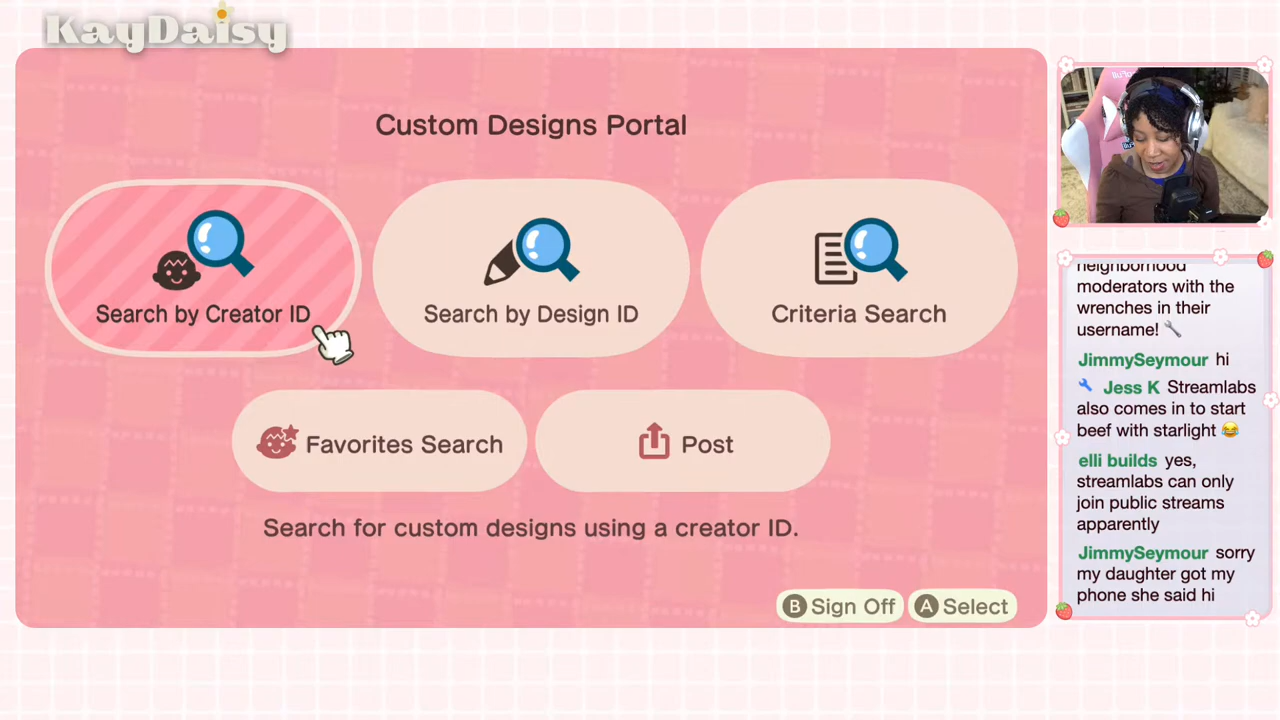 KayDaisy
Custom Designs Portal
Search by Creator ID
Search by Design ID
Criteria Search
Favorites Search
Post
Search for custom designs using a creator ID.
B Sign Off
A Select
neighborhood
moderators with the
wrenches in their
username! 🔧
JimmySeymour hi
Jess K Streamlabs
also comes in to start
beef with starlight 😂
elli builds yes,
streamlabs can only
join public streams
apparently
JimmySeymour sorry
my daughter got my
phone she said hi